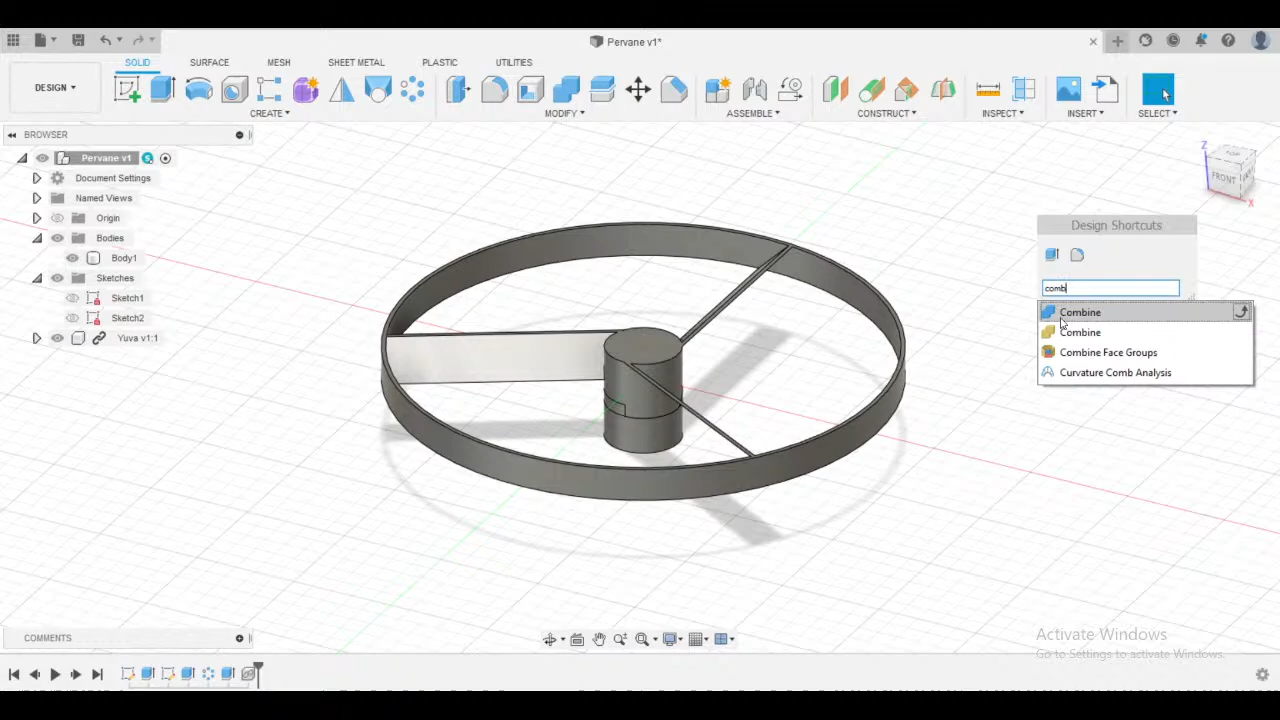 Pervane v1*
SOLID SURFACE MESH SHEET METAL PLASTIC UTILITIES
DESIGN
CREATE MODIFY ASSEMBLE CONSTRUCT INSPECT INSERT SELECT
BROWSER
Pervane v1
Document Settings
Named Views
Origin
Bodies
Body1
Sketches
Sketch1
Sketch2
Yuva v1:1
Z
TOP
FRONT
X
Design Shortcuts
comb
Combine
Combine
Combine Face Groups
Curvature Comb Analysis
COMMENTS
Activate Windows
Go to Settings to activate Windows.